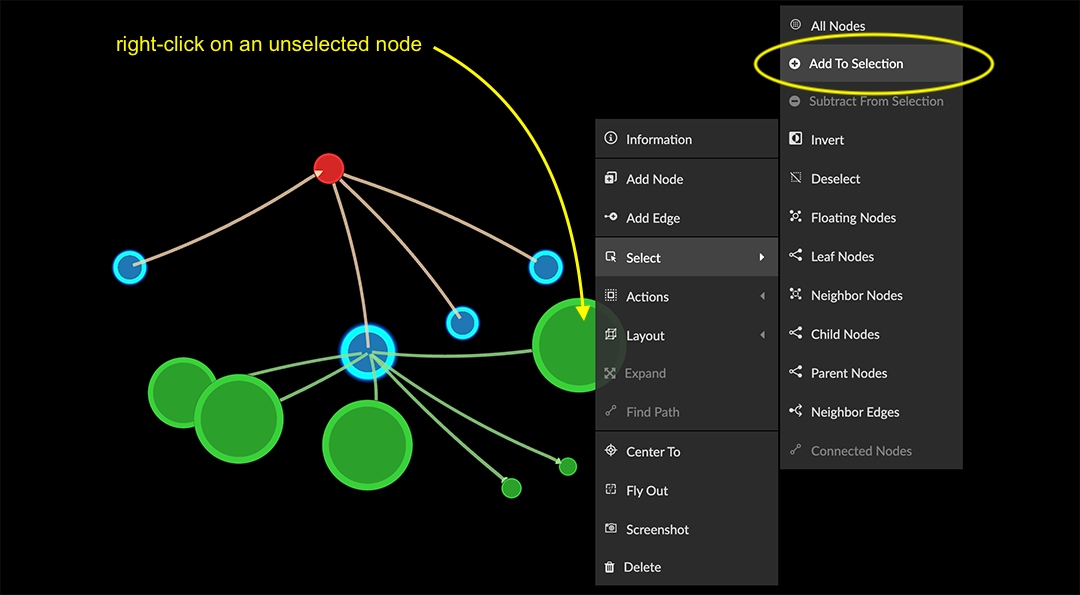 right-click on an unselected node
All Nodes
Add To Selection
Subtract From Selection
Invert
Deselect
Floating Nodes
Leaf Nodes
Neighbor Nodes
Child Nodes
Parent Nodes
Neighbor Edges
Connected Nodes
Information
Add Node
Add Edge
Select
Actions
Layout
Expand
Find Path
Center To
Fly Out
Screenshot
Delete